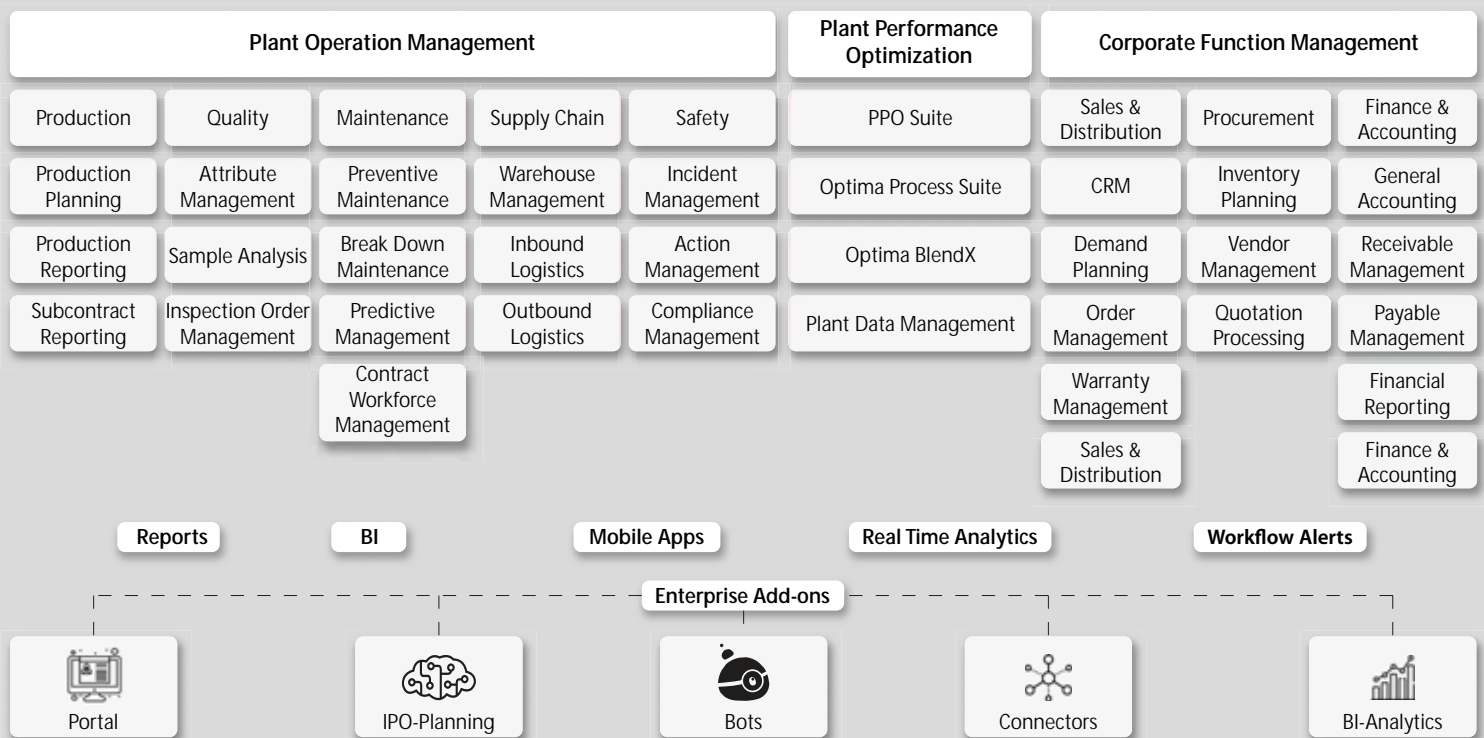 Plant Operation Management
Plant Performance
Optimization
Corporate Function Management
Production
Quality
Maintenance
Supply Chain
Safety
PPO Suite
Sales &
Distribution
Procurement
Finance &
Accounting
Production
Planning
Attribute
Management
Preventive
Maintenance
Warehouse
Management
Incident
Management
Optima Process Suite
CRM
Inventory
Planning
General
Accounting
Production
Reporting
Sample Analysis
Break Down
Maintenance
Inbound
Logistics
Action
Management
Optima BlendX
Demand
Planning
Vendor
Management
Receivable
Management
Subcontract
Reporting
Inspection Order
Management
Predictive
Management
Outbound
Logistics
Compliance
Management
Plant Data Management
Order
Management
Quotation
Processing
Payable
Management
Contract
Workforce
Management
Warranty
Management
Financial
Reporting
Sales &
Distribution
Finance &
Accounting
Reports
BI
Mobile Apps
Real Time Analytics
Workflow Alerts
Enterprise Add-ons
Portal
IPO-Planning
Bots
Connectors
BI-Analytics